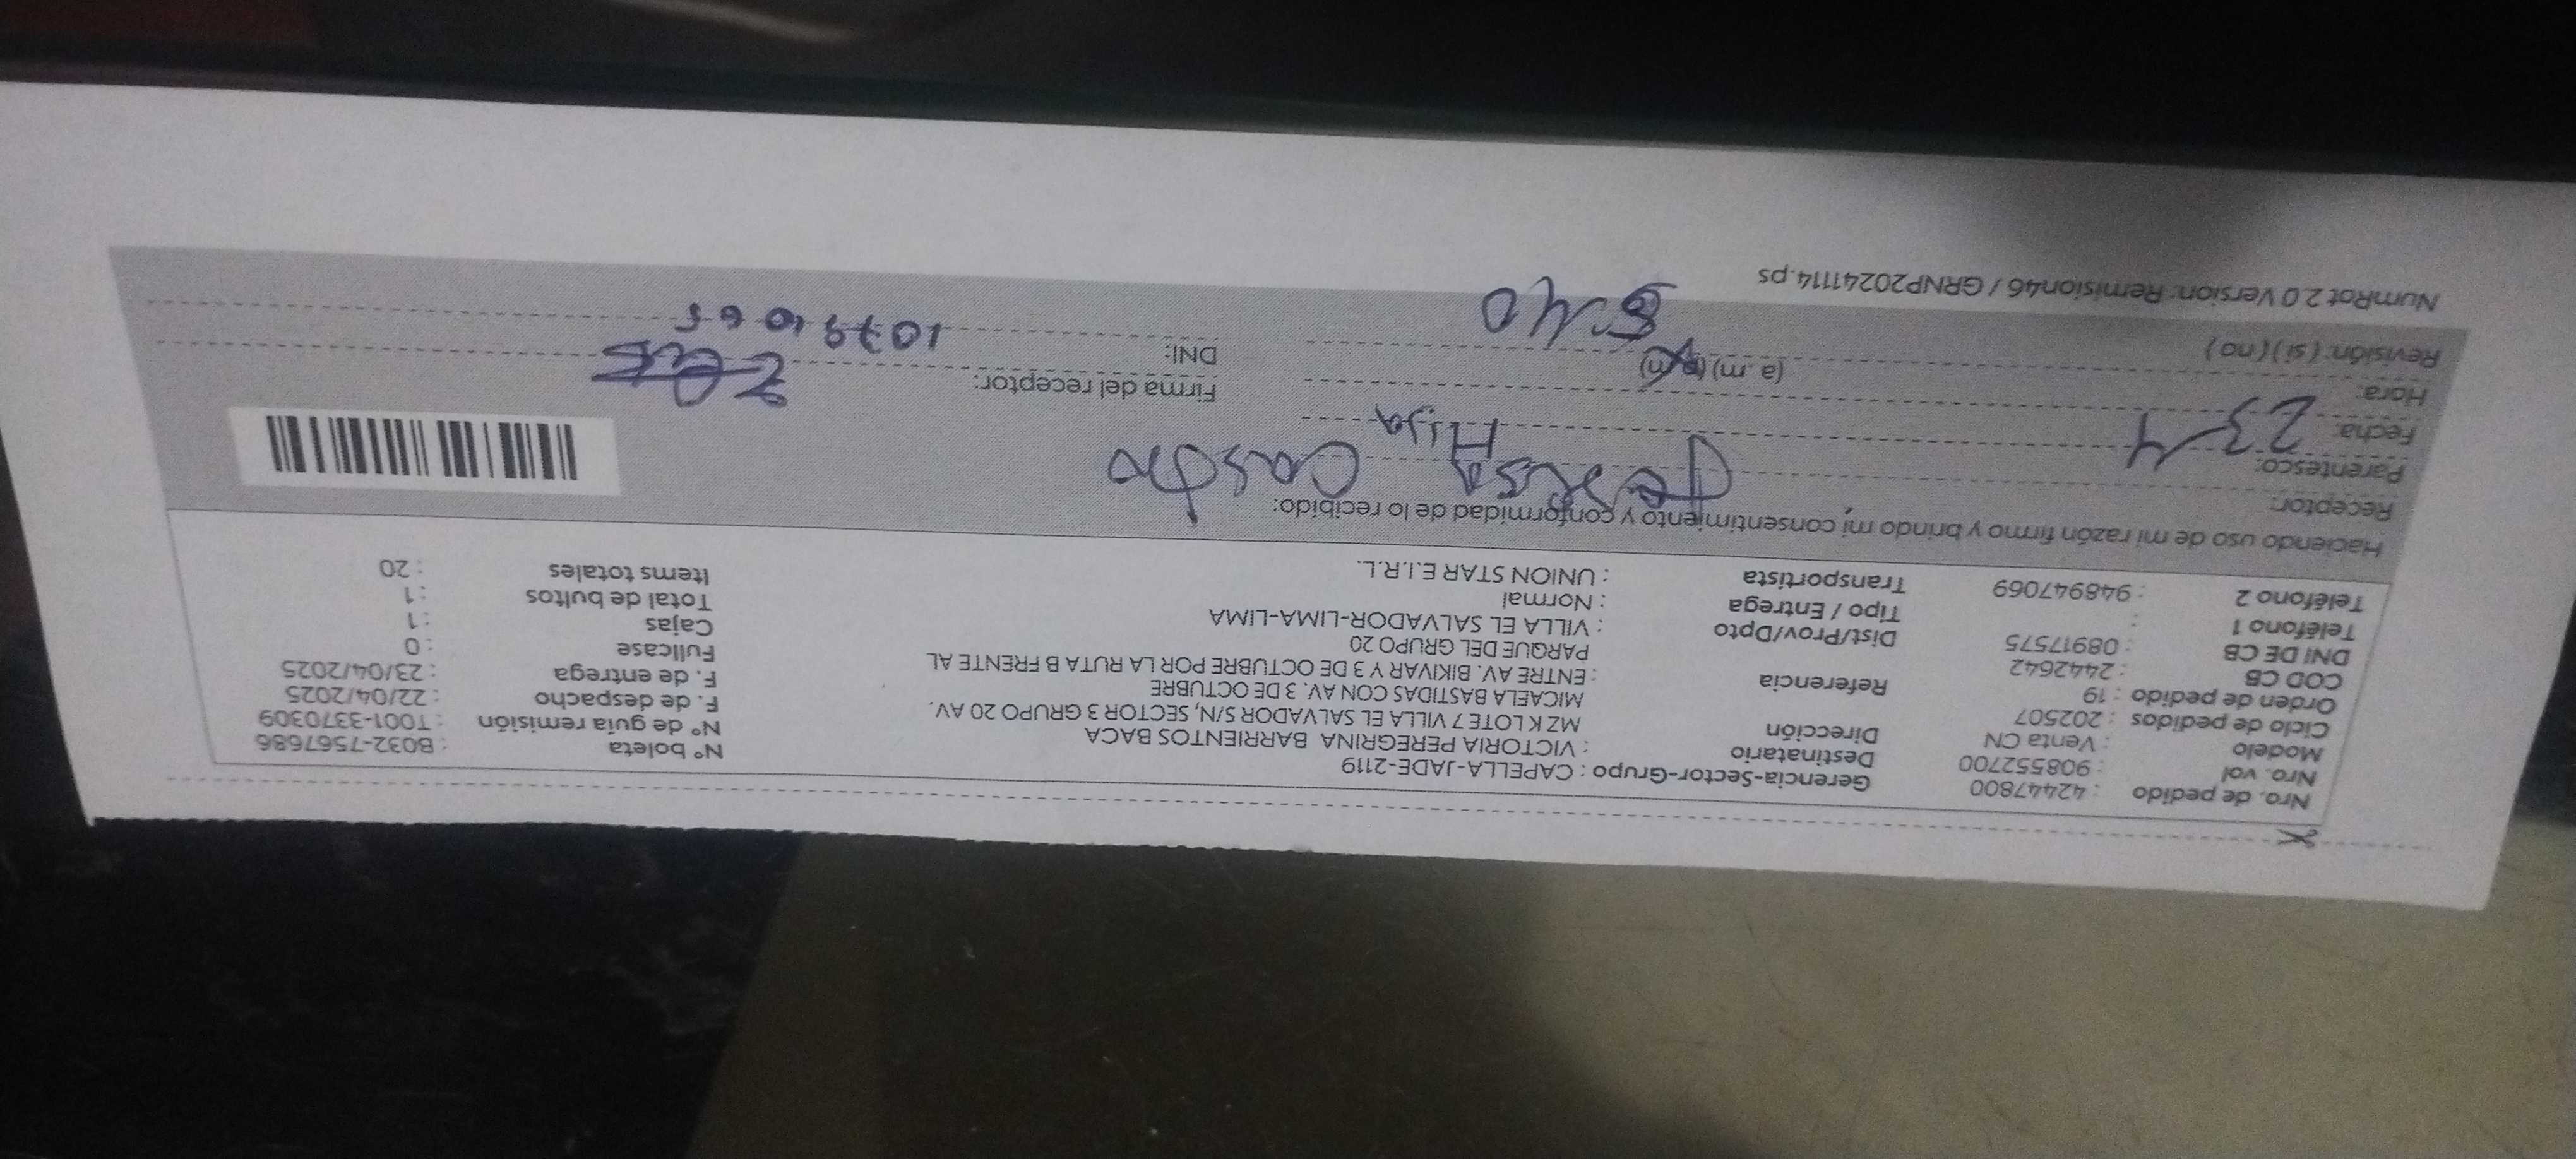 Nro. de pedido : 42447800 Gerencia-Sector-Grupo : CAPELLA-JADE-2119 N° boleta : B032-7567686
Nro. vol : 908552700 Destinatario : VICTORIA PEREGRINA BARRIENTOS BACA N° de guía remisión : T001-3370309
Modelo : Venta CN Dirección MZ K LOTE 7 VILLA EL SALVADOR S/N, SECTOR 3 GRUPO 20 AV. F. de despacho : 22/04/2025
Ciclo de pedidos : 202507 MICAELA BASTIDAS CON AV. 3 DE OCTUBRE F. de entrega : 23/04/2025
Orden de pedido : 19 Referencia : ENTRE AV. BIKIVAR Y 3 DE OCTUBRE POR LA RUTA B FRENTE AL Fullcase : 0
COD CB : 2442642 PARQUE DEL GRUPO 20 Cajas : 1
DNI DE CB : 08917575 Dist/Prov/Dpto : VILLA EL SALVADOR-LIMA-LIMA Total de bultos : 1
Teléfono 1 : Tipo / Entrega : Normal Items totales : 20
Teléfono 2 : 948947069 Transportista : UNION STAR E.I.R.L.
Haciendo uso de mi razón firmo y brindo mi consentimiento y conformidad de lo recibido:
Receptor: Castro
Parentesco: Hija
Fecha: 23 4 Firma del receptor:
Hora: (a.m) (p.m) 5:40 DNI:
Revisión: (si) (no)
NumRot 2.0 Version: Remision46 / GRNP20241114.ps